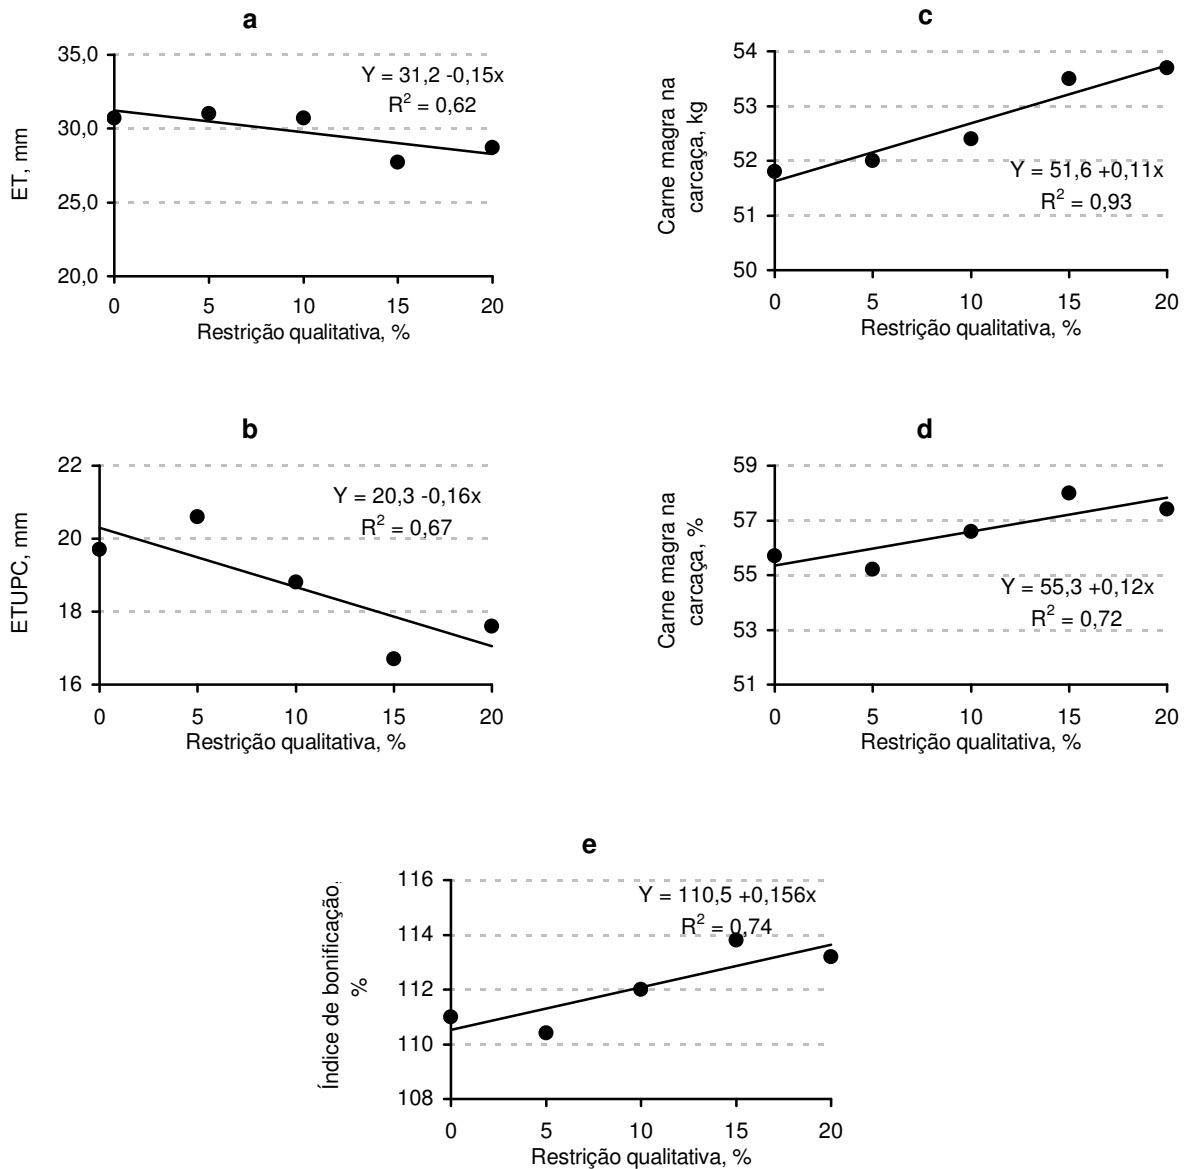 a
35,0
30,0
25,0
20,0
ET, mm
Y = 31,2 -0,15x
R² = 0,62
0 5 10 15 20
Restrição qualitativa, %
c
54
53
52
51
50
Carne magra na
carcaça, kg
Y = 51,6 +0,11x
R² = 0,93
0 5 10 15 20
Restrição qualitativa, %
b
22
20
18
16
ETUPC, mm
Y = 20,3 -0,16x
R² = 0,67
0 5 10 15 20
Restrição qualitativa, %
d
59
57
55
53
51
Carne magra na
carcaça, %
Y = 55,3 +0,12x
R² = 0,72
0 5 10 15 20
Restrição qualitativa, %
e
116
114
112
110
108
Índice de bonificação,
%
Y = 110,5 +0,156x
R² = 0,74
0 5 10 15 20
Restrição qualitativa, %